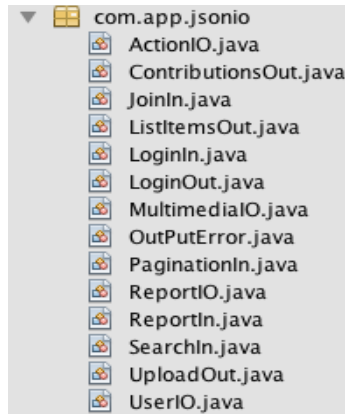 com.app.jsonio
ActionIO.java
ContributionsOut.java
JoinIn.java
ListItemsOut.java
LoginIn.java
LoginOut.java
MultimediaIO.java
OutPutError.java
PaginationIn.java
ReportIO.java
ReportIn.java
SearchIn.java
UploadOut.java
UserIO.java